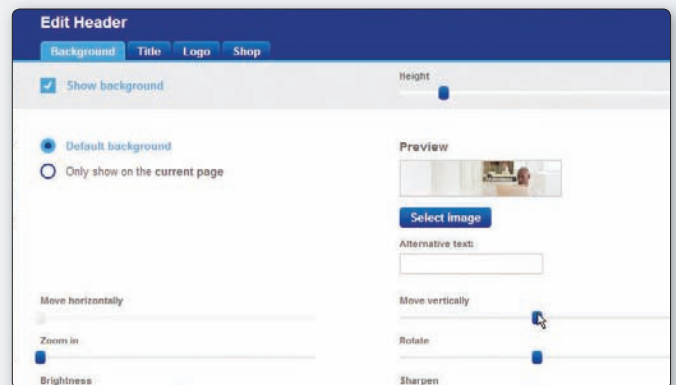 Edit Header
Background Title Logo Shop
Show background
Height
Default background
Only show on the current page
Preview
Select image
Alternative text:
Move horizontally
Move vertically
Zoom in
Rotate
Brightness
Sharpen